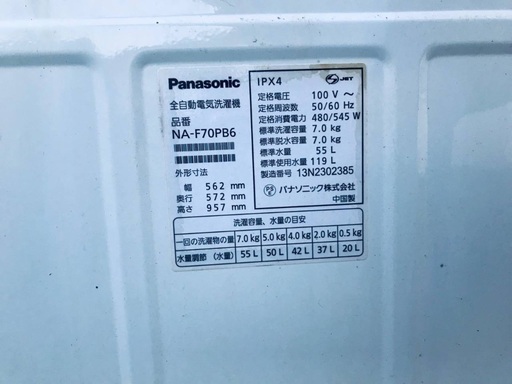 Panasonic
全自動電気洗濯機
品番
NA-F70PB6
外形寸法
幅 562 mm
奥行 572 mm
高さ 957 mm
IPX4
JET
定格電圧 100 V ～
定格周波数 50/60 Hz
定格消費電力 480/545 W
標準洗濯容量 7.0 kg
標準脱水容量 7.0 kg
標準水量 55 L
標準使用水量 119 L
製造番号 13N2302385
PSE パナソニック株式会社
中国製
洗濯容量、水量の目安
一回の洗濯物の量 7.0 kg 5.0 kg 4.0 kg 2.0 kg 0.5 kg
水量調節（水量） 55 L 50 L 42 L 37 L 20 L